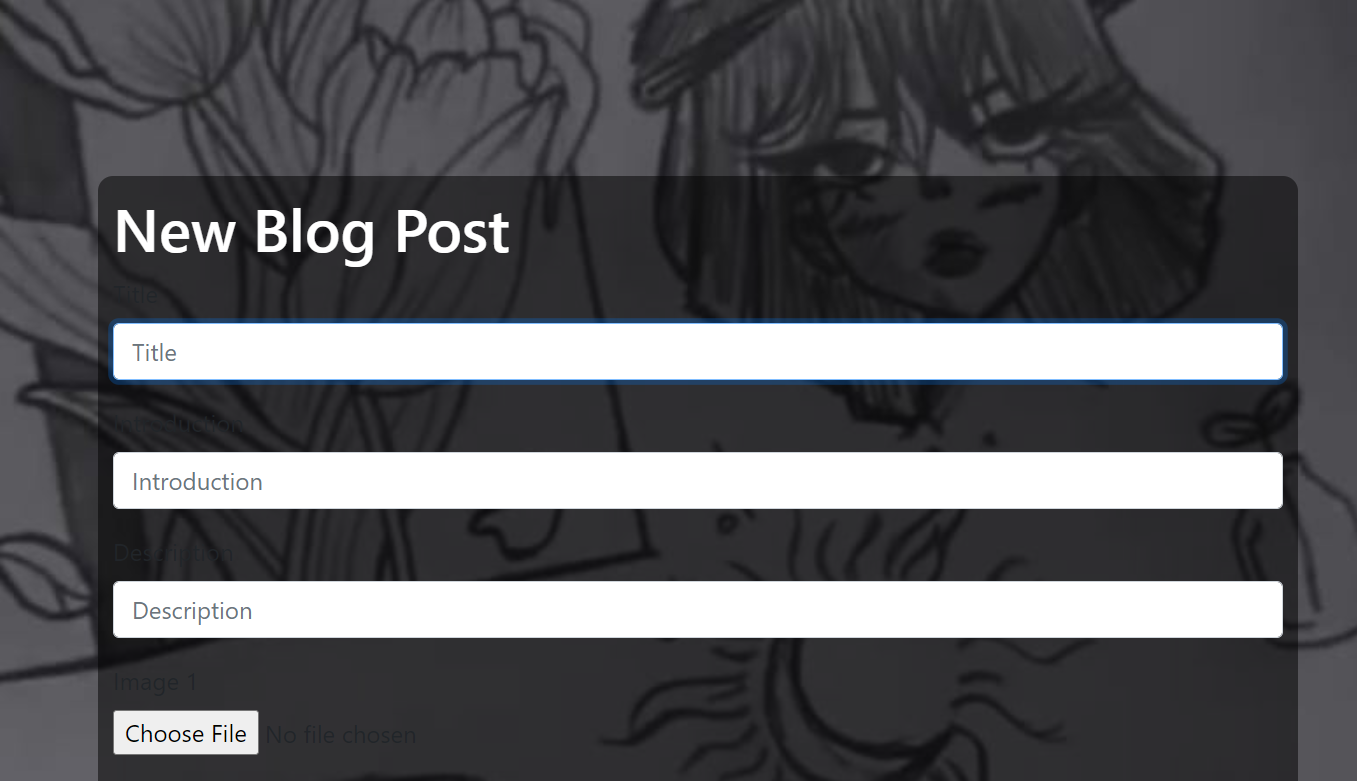 New Blog Post
Title
Title
Introduction
Introduction
Description
Description
Image 1
Choose File No file chosen